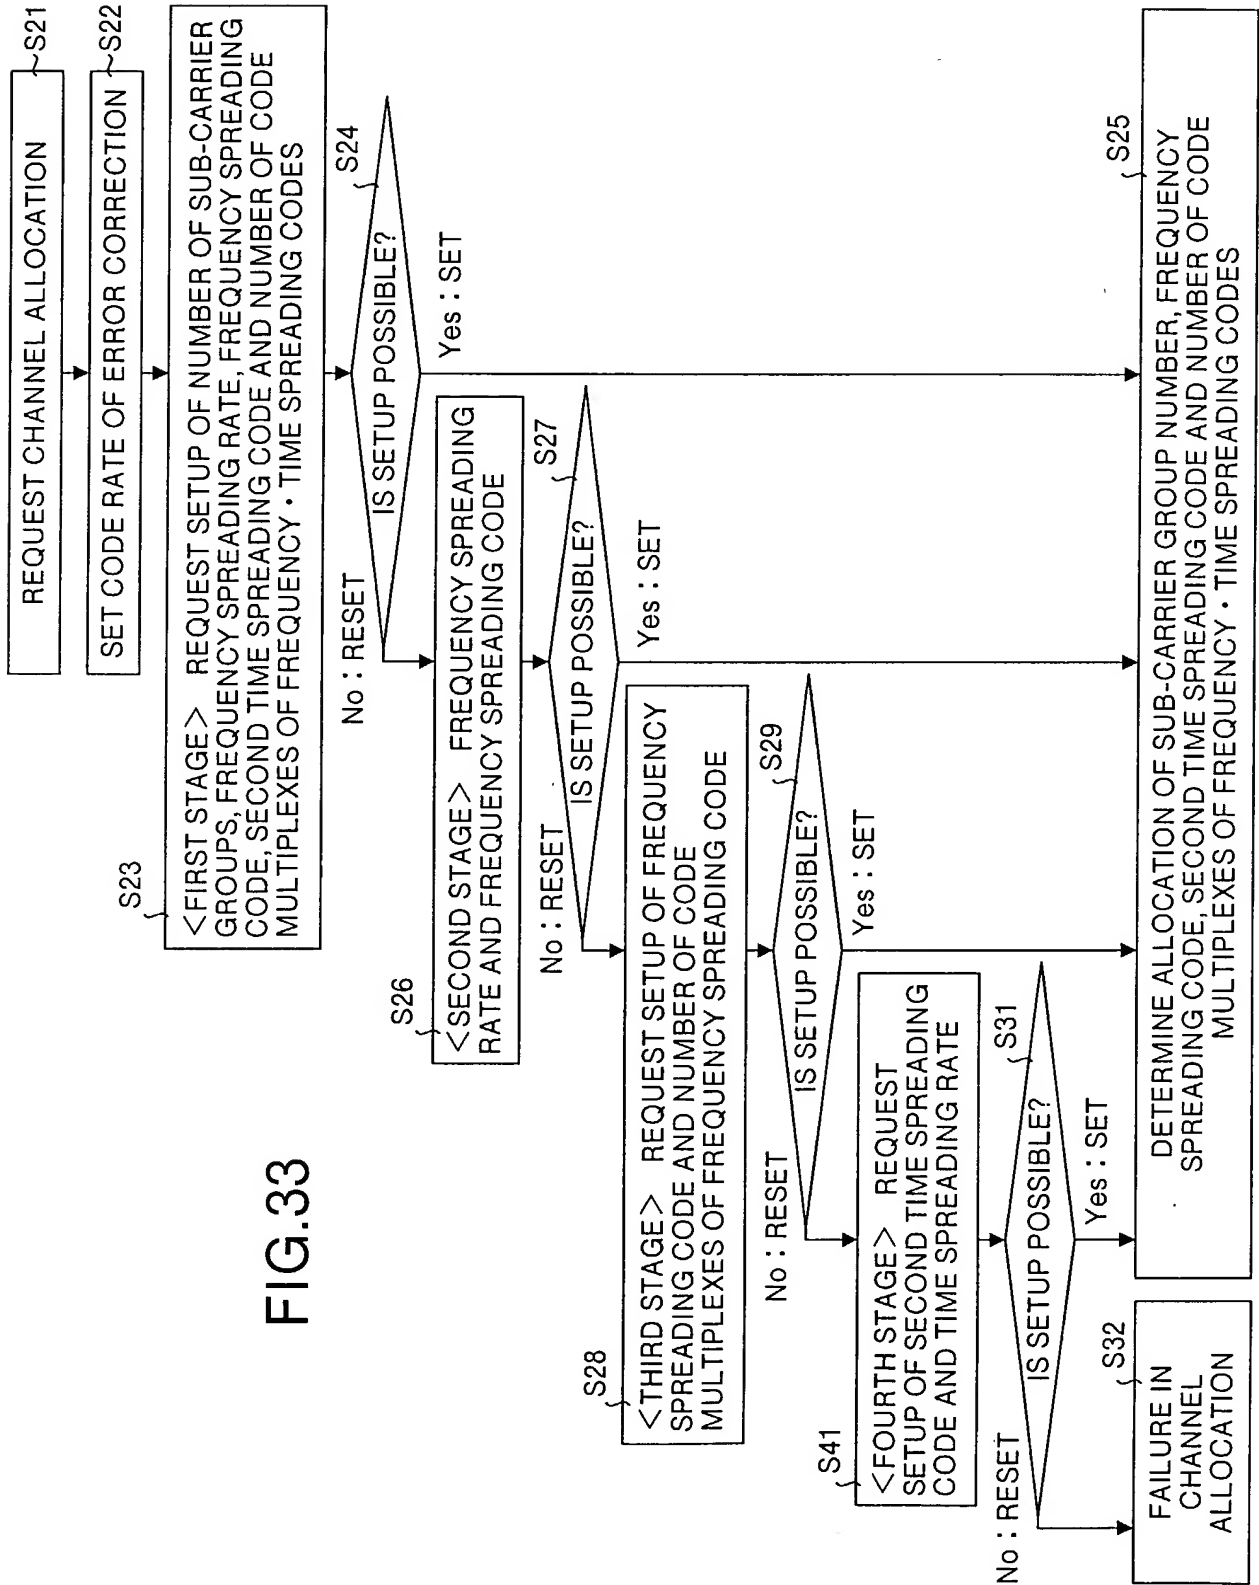 FIG.33
REQUEST CHANNEL ALLOCATION
S21
SET CODE RATE OF ERROR CORRECTION
S22
S23
<FIRST STAGE> REQUEST SETUP OF NUMBER OF SUB-CARRIER
GROUPS, FREQUENCY SPREADING RATE, FREQUENCY SPREADING
CODE, SECOND TIME SPREADING CODE AND NUMBER OF CODE
MULTIPLEXES OF FREQUENCY・TIME SPREADING CODES
S24
IS SETUP POSSIBLE?
No : RESET
Yes : SET
S26
<SECOND STAGE> FREQUENCY SPREADING
RATE AND FREQUENCY SPREADING CODE
S27
IS SETUP POSSIBLE?
No : RESET
Yes : SET
S28
<THIRD STAGE> REQUEST SETUP OF FREQUENCY
SPREADING CODE AND NUMBER OF CODE
MULTIPLEXES OF FREQUENCY SPREADING CODE
S29
IS SETUP POSSIBLE?
No : RESET
Yes : SET
S41
<FOURTH STAGE> REQUEST
SETUP OF SECOND TIME SPREADING
CODE AND TIME SPREADING RATE
S31
IS SETUP POSSIBLE?
No : RESET
Yes : SET
S32
FAILURE IN
CHANNEL
ALLOCATION
S25
DETERMINE ALLOCATION OF SUB-CARRIER GROUP NUMBER, FREQUENCY
SPREADING CODE, SECOND TIME SPREADING CODE AND NUMBER OF CODE
MULTIPLEXES OF FREQUENCY・TIME SPREADING CODES